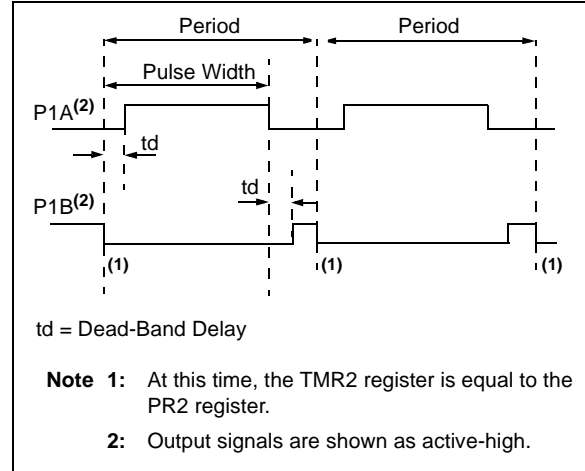 Period Period
Pulse Width
P1A(2)
td
td
P1B(2)
(1) (1) (1)
td = Dead-Band Delay
Note 1: At this time, the TMR2 register is equal to the
PR2 register.
2: Output signals are shown as active-high.